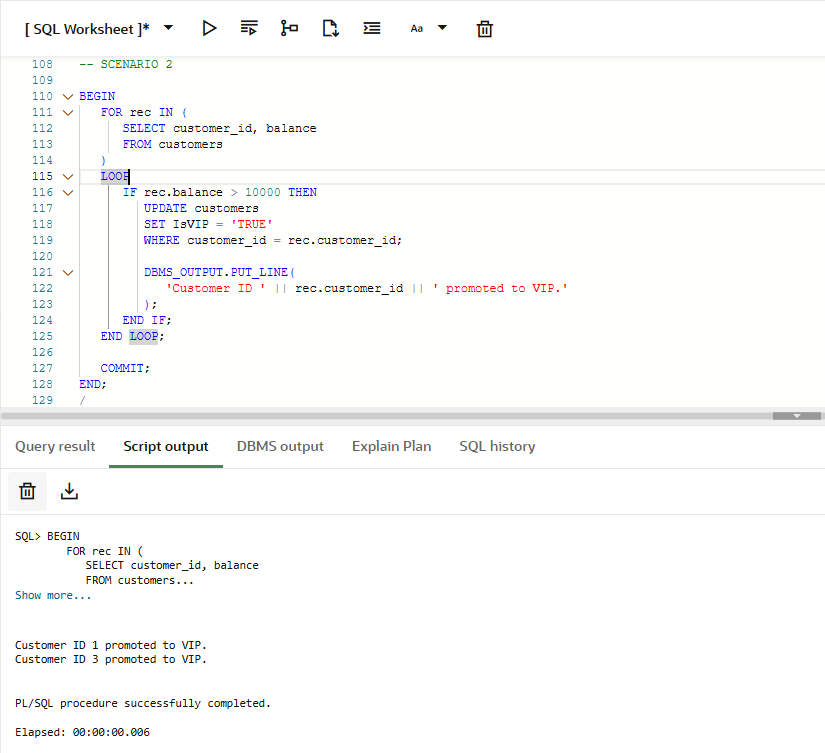 [ SQL Worksheet ]*
Aa
108 -- SCENARIO 2
109
110 BEGIN
111 FOR rec IN (
112 SELECT customer_id, balance
113 FROM customers
114 )
115 LOOP
116 IF rec.balance > 10000 THEN
117 UPDATE customers
118 SET IsVIP = 'TRUE'
119 WHERE customer_id = rec.customer_id;
120
121 DBMS_OUTPUT.PUT_LINE(
122 'Customer ID ' || rec.customer_id || ' promoted to VIP.'
123 );
124 END IF;
125 END LOOP;
126
127 COMMIT;
128 END;
129 /
Query result Script output DBMS output Explain Plan SQL history
SQL> BEGIN
FOR rec IN (
SELECT customer_id, balance
FROM customers...
Show more...
Customer ID 1 promoted to VIP.
Customer ID 3 promoted to VIP.
PL/SQL procedure successfully completed.
Elapsed: 00:00:00.006